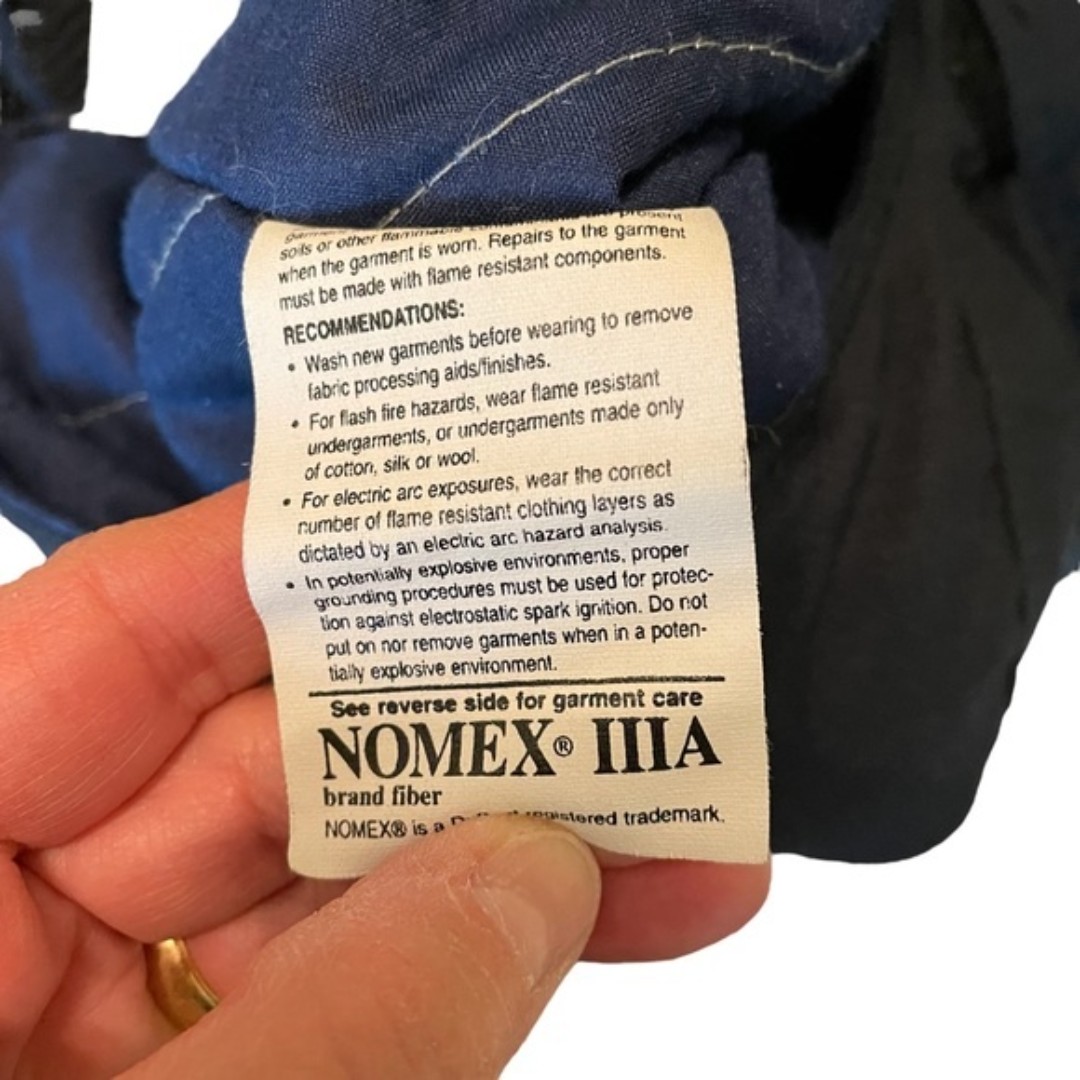 present
soils or other flammable
when the garment is worn. Repairs to the garment
must be made with flame resistant components.
RECOMMENDATIONS:
• Wash new garments before wearing to remove
fabric processing aids/finishes.
• For flash fire hazards, wear flame resistant
undergarments, or undergarments made only
of cotton, silk or wool.
• For electric arc exposures, wear the correct
number of flame resistant clothing layers as
dictated by an electric arc hazard analysis.
• In potentially explosive environments, proper
grounding procedures must be used for protec-
tion against electrostatic spark ignition. Do not
put on nor remove garments when in a poten-
tially explosive environment.
See reverse side for garment care
NOMEX® IIIA
brand fiber
NOMEX® is a registered trademark.